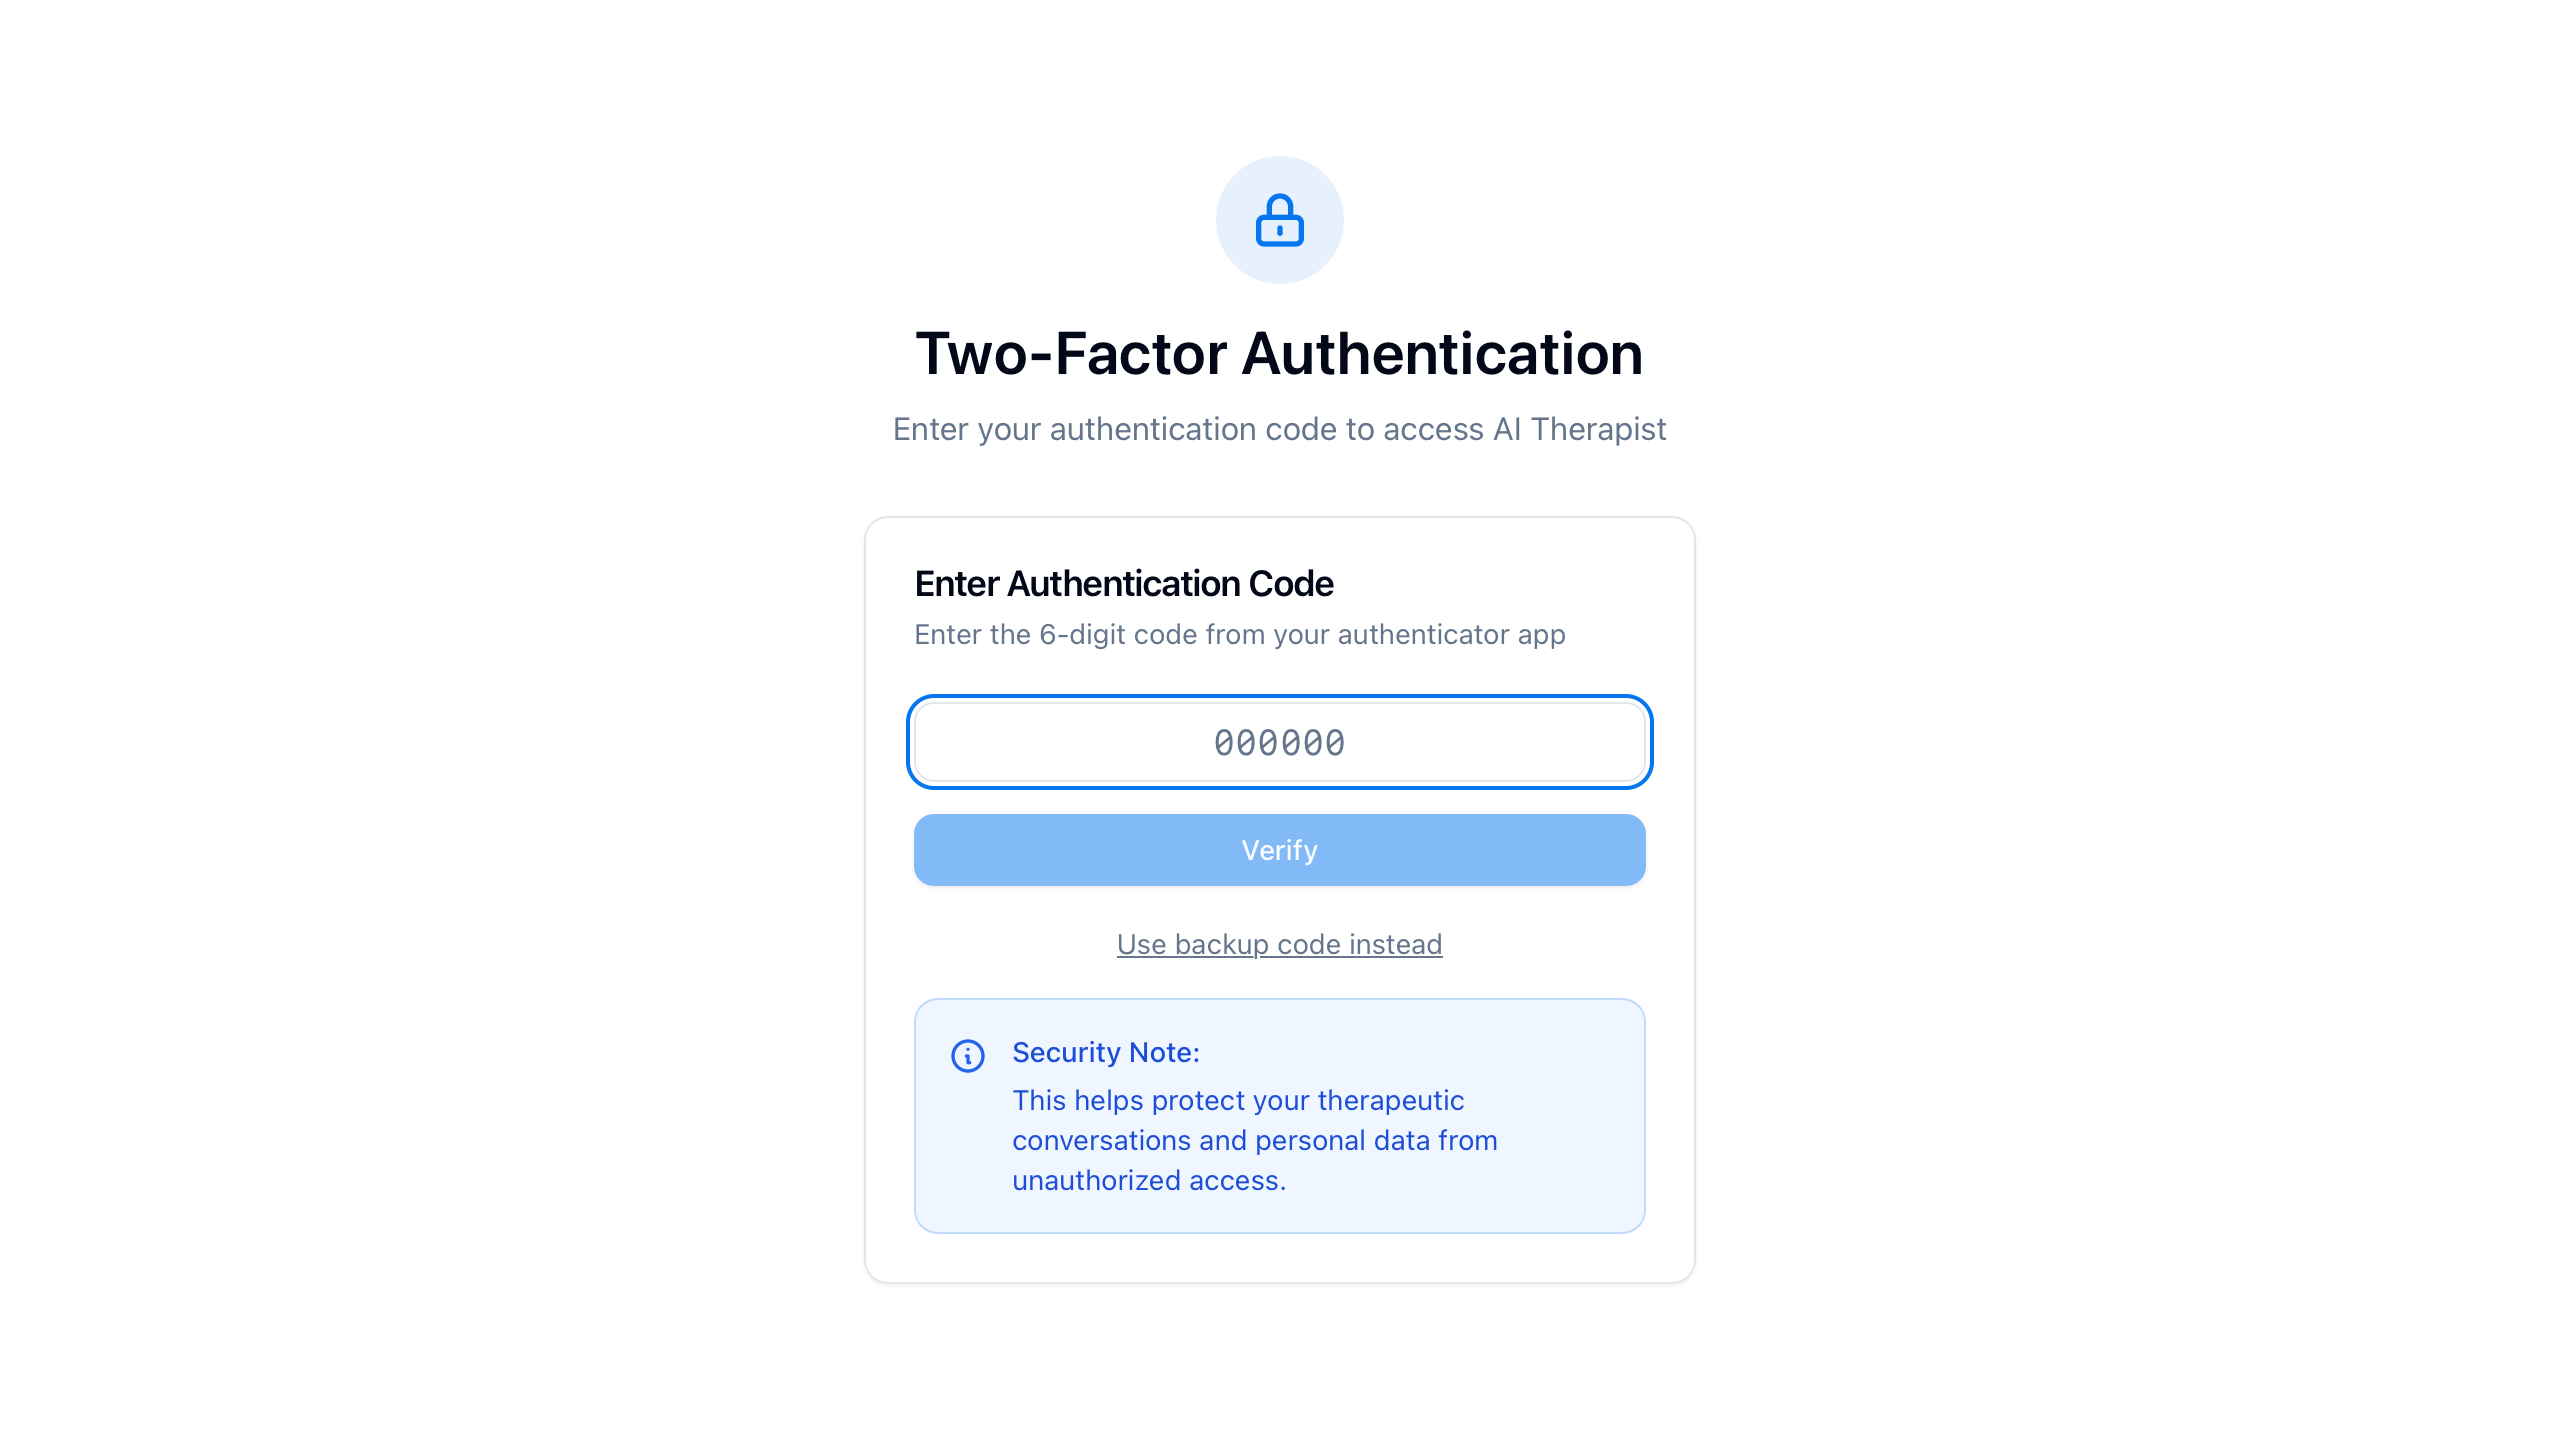 Two-Factor Authentication
Enter your authentication code to access AI Therapist
Enter Authentication Code
Enter the 6-digit code from your authenticator app
000000
Verify
Use backup code instead
Security Note:
This helps protect your therapeutic
conversations and personal data from
unauthorized access.